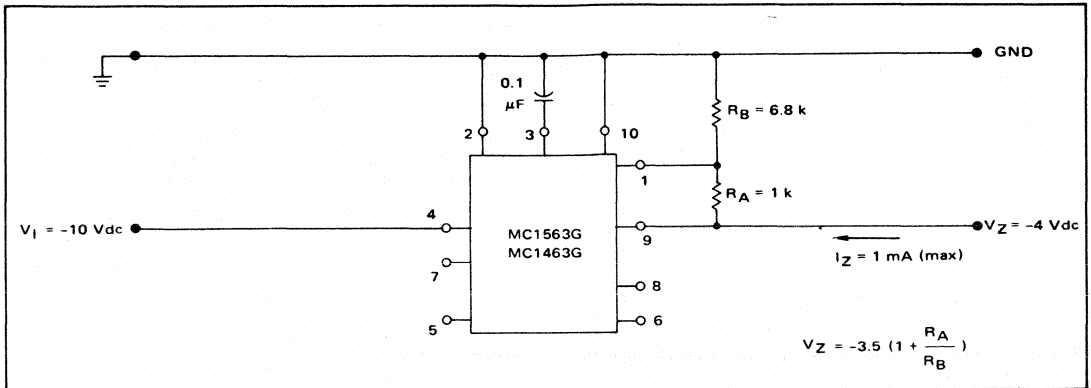 GND
0.1
μF
R_B = 6.8 k
2
3
10
1
R_A = 1 k
V_I = -10 Vdc
4
MC1563G
MC1463G
9
V_Z = -4 Vdc
I_Z = 1 mA (max)
7
8
5
6
V_Z = -3.5 (1 + R_A / R_B)